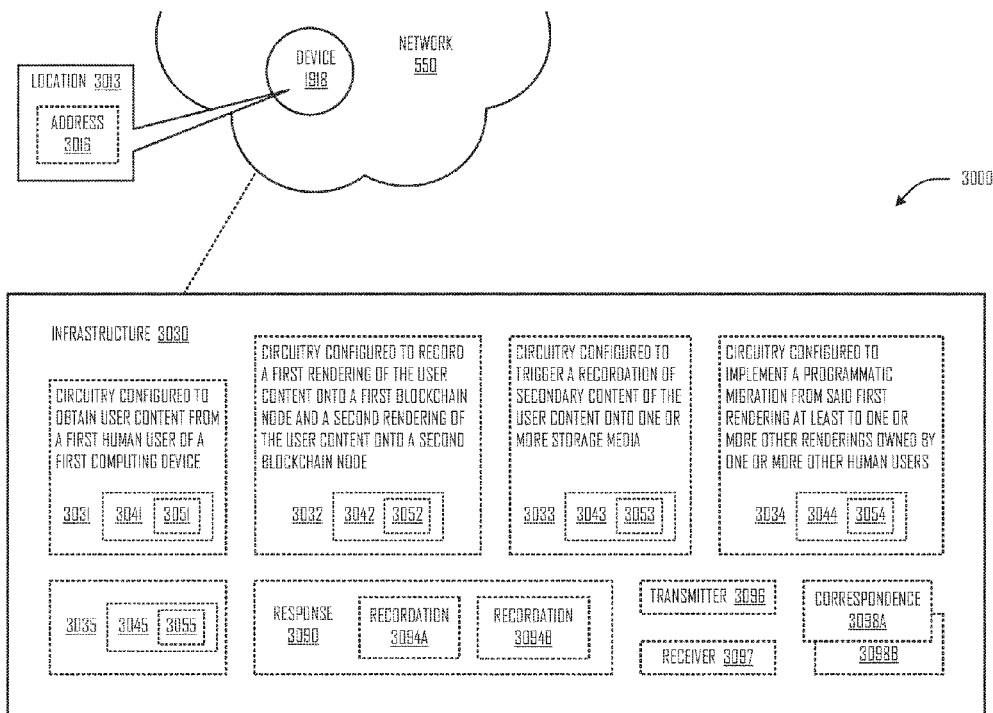 NETWORK
550
DEVICE
1918
LOCATION 3013
ADDRESS
3016
3000
INFRASTRUCTURE 3030
CIRCUITRY CONFIGURED TO
OBTAIN USER CONTENT FROM
A FIRST HUMAN USER OF A
FIRST COMPUTING DEVICE
3031 3041 3051
CIRCUITRY CONFIGURED TO RECORD
A FIRST RENDERING OF THE USER
CONTENT ONTO A FIRST BLOCKCHAIN
NODE AND A SECOND RENDERING OF
THE USER CONTENT ONTO A SECOND
BLOCKCHAIN NODE
3032 3042 3052
CIRCUITRY CONFIGURED TO
TRIGGER A RECORDATION OF
SECONDARY CONTENT OF THE
USER CONTENT ONTO ONE OR
MORE STORAGE MEDIA
3033 3043 3053
CIRCUITRY CONFIGURED TO
IMPLEMENT A PROGRAMMATIC
MIGRATION FROM SAID FIRST
RENDERING AT LEAST TO ONE OR
MORE OTHER RENDERINGS OWNED BY
ONE OR MORE OTHER HUMAN USERS
3034 3044 3054
3035 3045 3055
RESPONSE
3090
RECORDATION
3094A
RECORDATION
3094B
TRANSMITTER 3096
RECEIVER 3097
CORRESPONDENCE
3098A
3098B